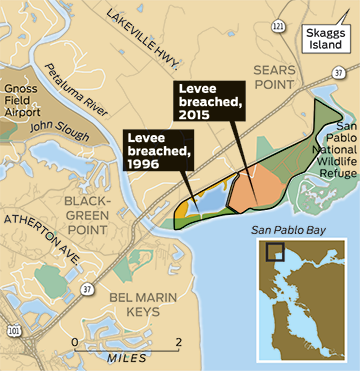 LAKEVILLE HWY.
121
Skaggs
Island
37
Petaluma River
Gnoss
Field
Airport
SEARS
POINT
John Slough
Levee
breached,
2015
Levee
breached,
1996
San
Pablo
National
Wildlife
Refuge
BLACK-
GREEN
POINT
ATHERTON AVE.
San Pablo Bay
37
BEL MARIN
KEYS
101
0 2
MILES